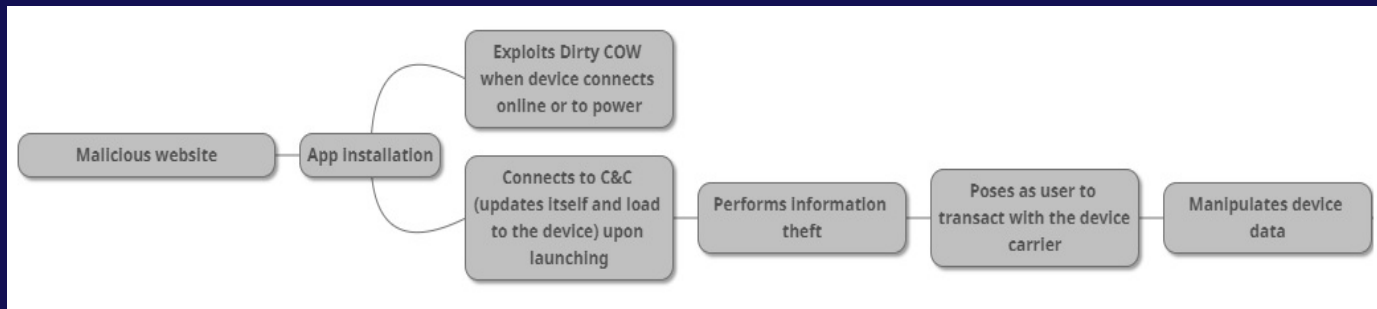 Malicious website
App installation
Exploits Dirty COW
when device connects
online or to power
Connects to C&C
(updates itself and load
to the device) upon
launching
Performs information
theft
Poses as user to
transact with the device
carrier
Manipulates device
data